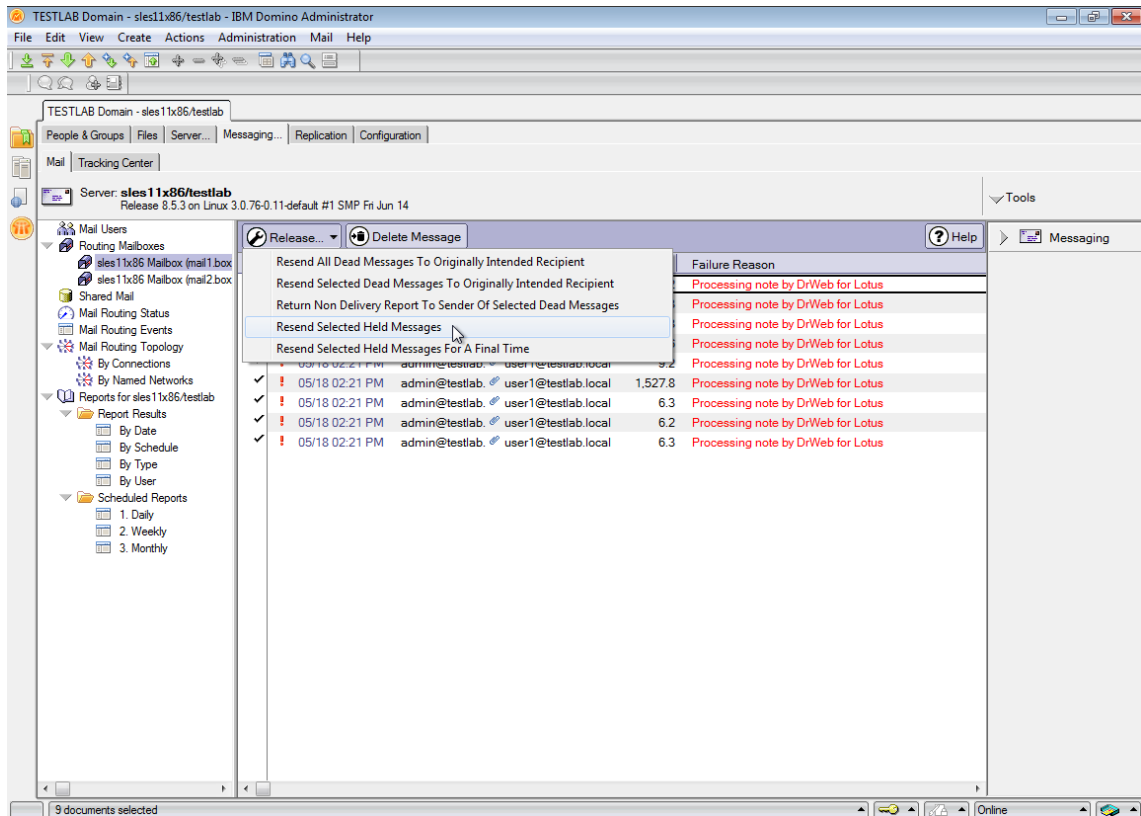 TESTLAB Domain - sles11x86/testlab - IBM Domino Administrator
File Edit View Create Actions Administration Mail Help
TESTLAB Domain - sles11x86/testlab
People & Groups Files Server... Messaging... Replication Configuration
Mail Tracking Center
Server: sles11x86/testlab
Release 8.5.3 on Linux 3.0.76-0.11-default #1 SMP Fri Jun 14
Tools
Mail Users
Routing Mailboxes
sles11x86 Mailbox (mail1.box
sles11x86 Mailbox (mail2.box
Shared Mail
Mail Routing Status
Mail Routing Events
Mail Routing Topology
By Connections
By Named Networks
Reports for sles11x86/testlab
Report Results
By Date
By Schedule
By Type
By User
Scheduled Reports
1. Daily
2. Weekly
3. Monthly
Release... Delete Message Help
Resend All Dead Messages To Originally Intended Recipient
Resend Selected Dead Messages To Originally Intended Recipient
Return Non Delivery Report To Sender Of Selected Dead Messages
Resend Selected Held Messages
Resend Selected Held Messages For A Final Time
Failure Reason
Processing note by DrWeb for Lotus
Processing note by DrWeb for Lotus
Processing note by DrWeb for Lotus
Processing note by DrWeb for Lotus
05/18 02:21 PM admin@testlab. user1@testlab.local 9.2 Processing note by DrWeb for Lotus
05/18 02:21 PM admin@testlab. user1@testlab.local 1,527.8 Processing note by DrWeb for Lotus
05/18 02:21 PM admin@testlab. user1@testlab.local 6.3 Processing note by DrWeb for Lotus
05/18 02:21 PM admin@testlab. user1@testlab.local 6.2 Processing note by DrWeb for Lotus
05/18 02:21 PM admin@testlab. user1@testlab.local 6.3 Processing note by DrWeb for Lotus
Messaging
9 documents selected
Online